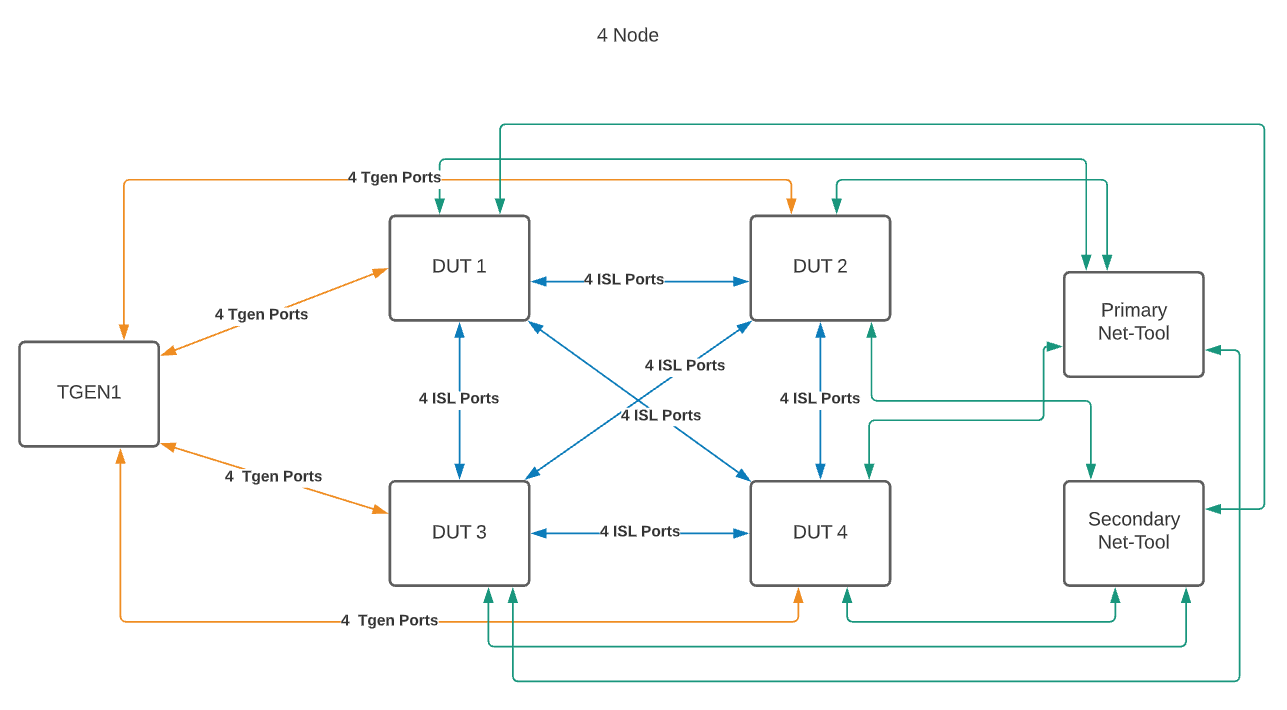 4 Node
4 Tgen Ports
DUT 1
DUT 2
4 ISL Ports
4 Tgen Ports
Primary
Net-Tool
4 ISL Ports
TGEN1
4 ISL Ports
4 ISL Ports
4 ISL Ports
4  Tgen Ports
DUT 3
4 ISL Ports
DUT 4
Secondary
Net-Tool
4  Tgen Ports